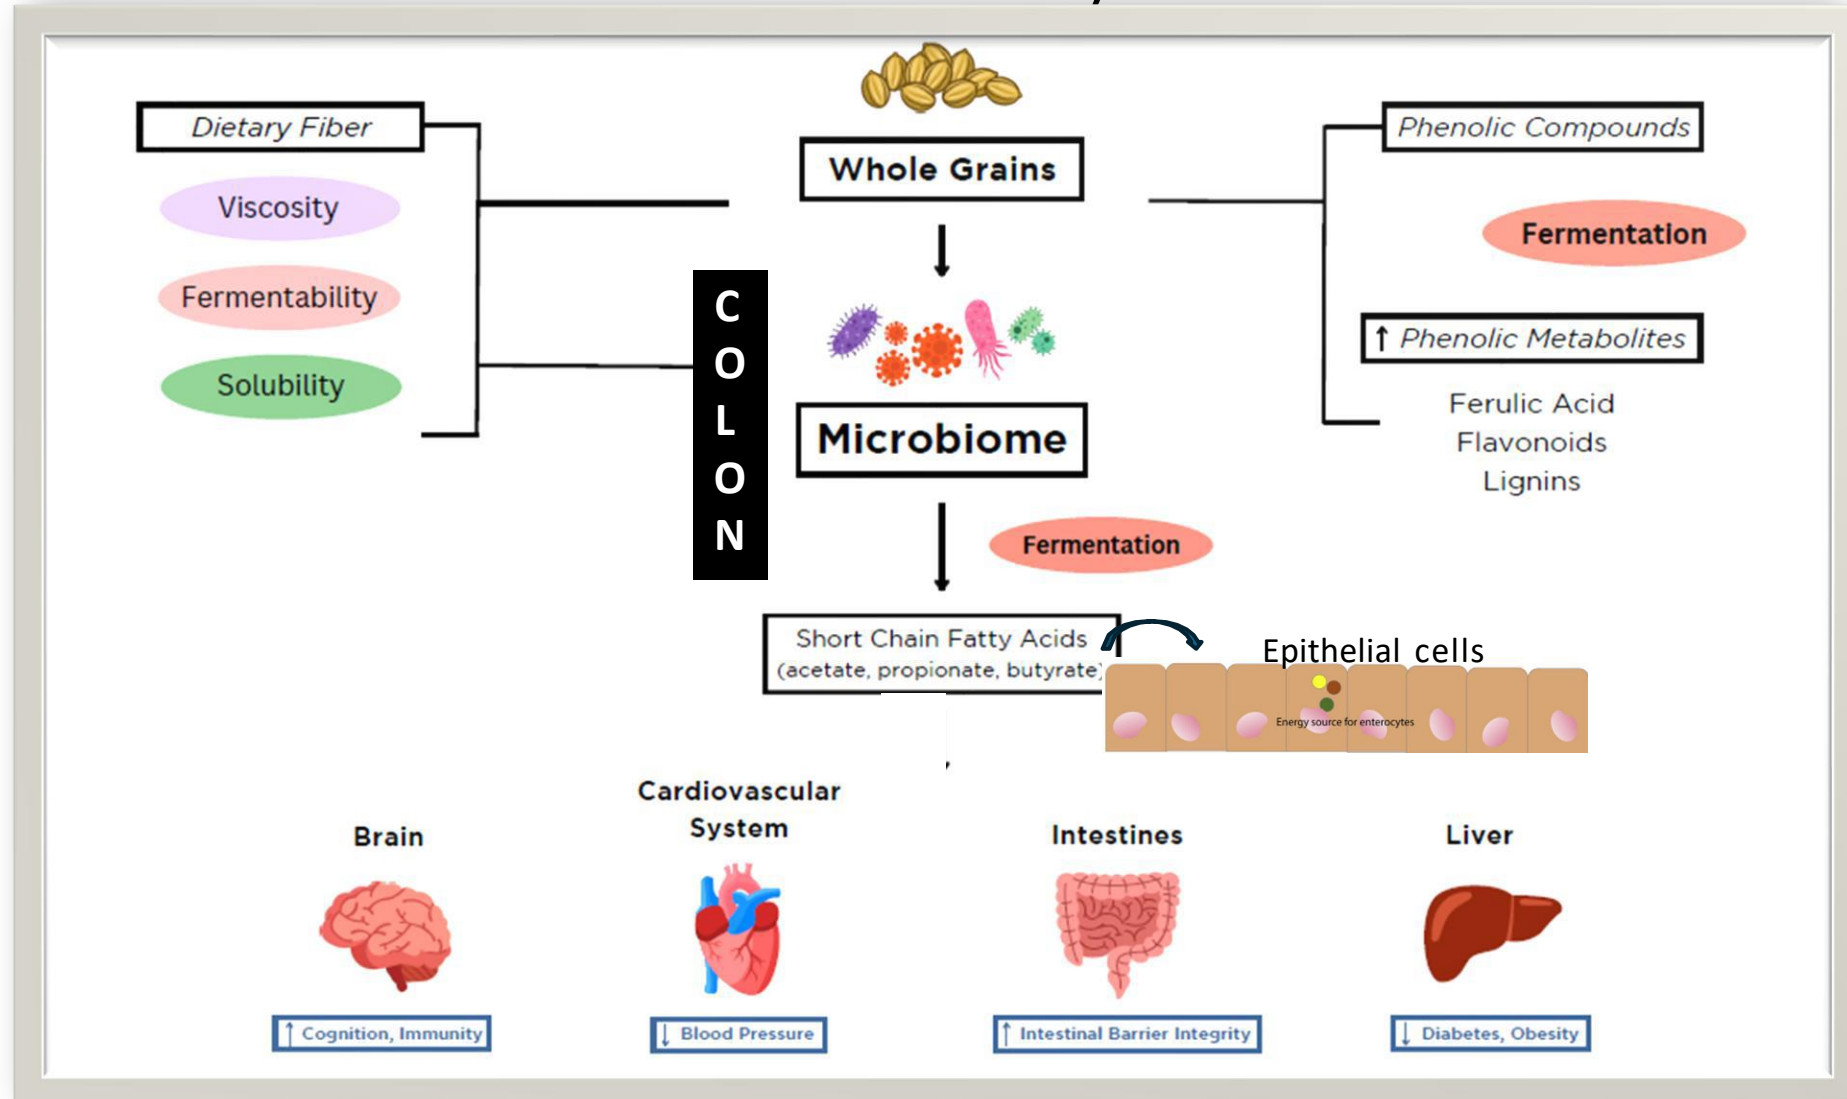 Dietary Fiber
Viscosity
Fermentability
Solubility
Whole Grains
Phenolic Compounds
Fermentation
↑ Phenolic Metabolites
Ferulic Acid
Flavonoids
Lignins
C
O
L
O
N
Microbiome
Fermentation
Short Chain Fatty Acids
(acetate, propionate, butyrate)
Epithelial cells
Energy source for enterocytes
Brain
Cardiovascular
System
Intestines
Liver
↑ Cognition, Immunity
↓ Blood Pressure
↑ Intestinal Barrier Integrity
↓ Diabetes, Obesity